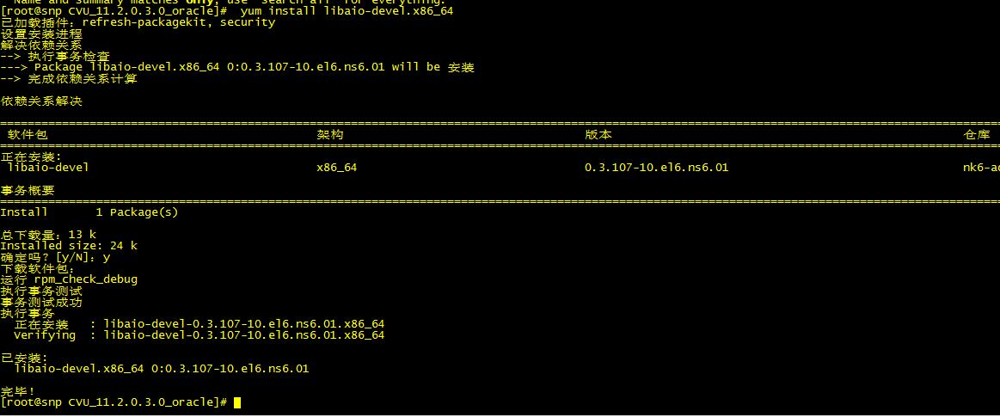 Name and summary matches only, use "search all" for everything.
[root@snp CVU_11.2.0.3.0_oracle]#  yum install libaio-devel.x86_64
已加载插件：refresh-packagekit, security
设置安装进程
解决依赖关系
--> 执行事务检查
---> Package libaio-devel.x86_64 0:0.3.107-10.el6.ns6.01 will be 安装
--> 完成依赖关系计算
依赖关系解决
软件包 架构 版本 仓库
正在安装:
libaio-devel x86_64 0.3.107-10.el6.ns6.01 nk6-ad
事务概要
Install       1 Package(s)
总下载量：13 k
Installed size: 24 k
确定吗？[y/N]：y
下载软件包：
运行 rpm_check_debug
执行事务测试
事务测试成功
执行事务
正在安装   : libaio-devel-0.3.107-10.el6.ns6.01.x86_64
Verifying  : libaio-devel-0.3.107-10.el6.ns6.01.x86_64
已安装:
libaio-devel.x86_64 0:0.3.107-10.el6.ns6.01
完毕！
[root@snp CVU_11.2.0.3.0_oracle]#